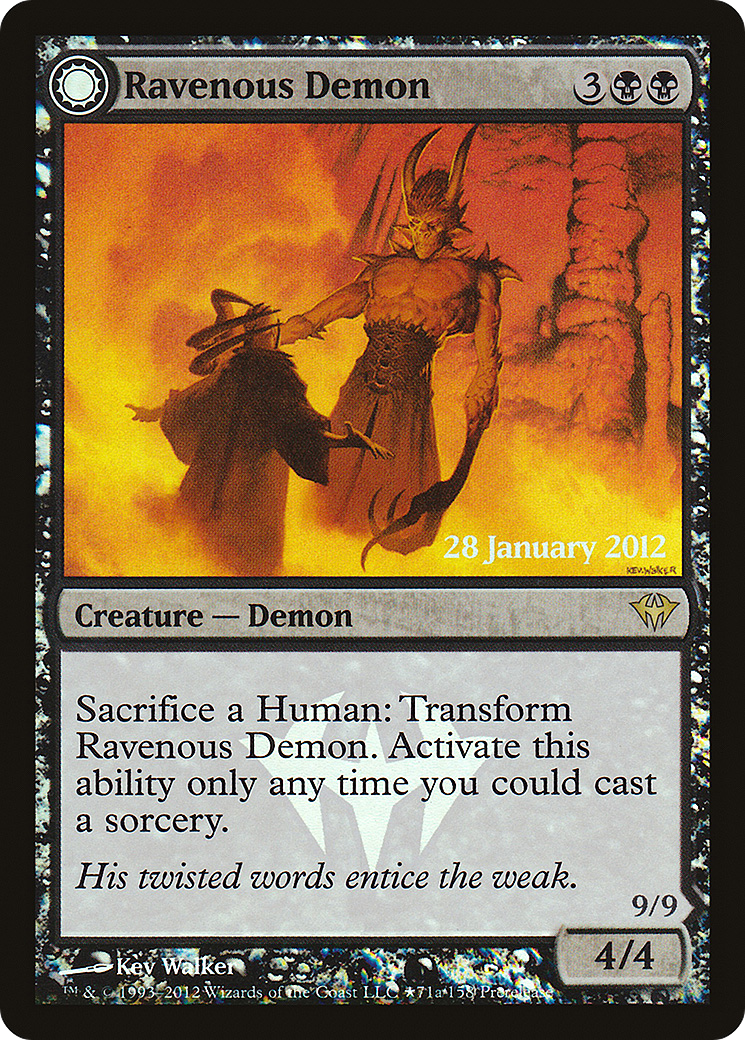 Ravenous Demon
3
28 January 2012
KEV WALKER
Creature — Demon
Sacrifice a Human: Transform
Ravenous Demon. Activate this
ability only any time you could cast
a sorcery.
His twisted words entice the weak.
9/9
4/4
Kev Walker
™ & © 1993–2012 Wizards of the Coast LLC ★71a/158 Prerelease